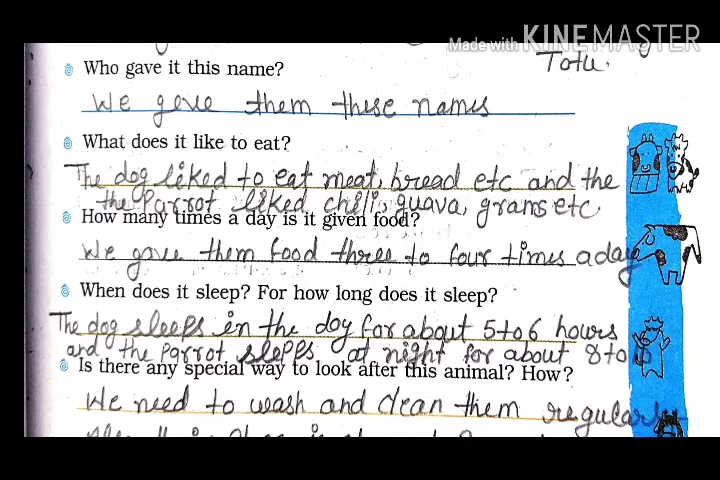 Made with KINEMASTER
Totu.
Who gave it this name?
We gave them these names
What does it like to eat?
The dog liked to eat meat, bread etc and the
the Parrot liked chili, guava, grams etc.
How many times a day is it given food?
We gave them food three to four times a day
When does it sleep? For how long does it sleep?
The dog sleeps in the day for about 5 to 6 hours
and the parrot sleeps at night for about 8 to
Is there any special way to look after this animal? How?
We need to wash and clean them regularly